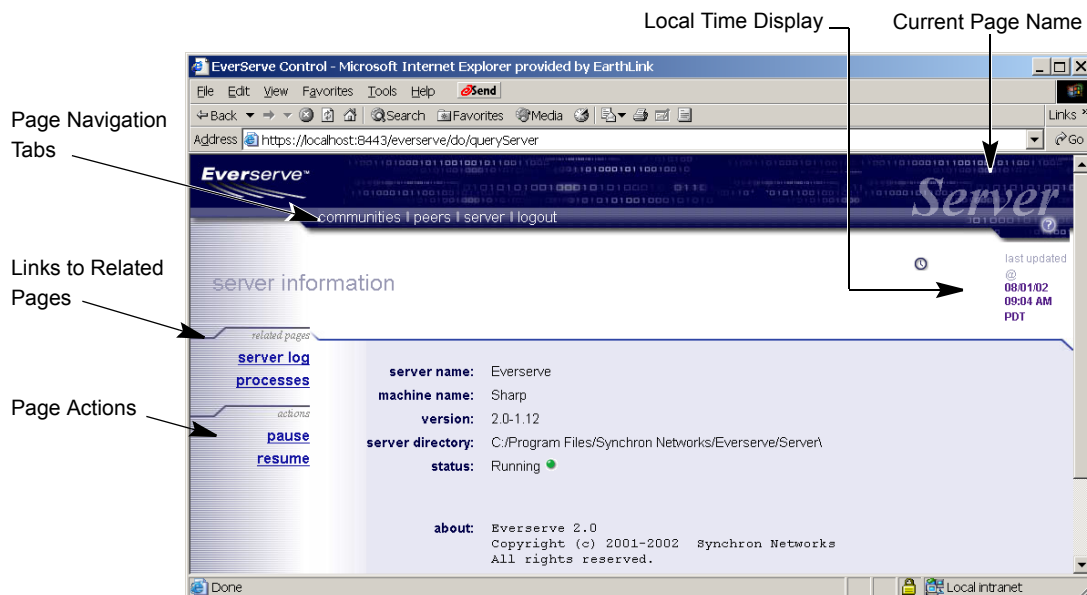 Local Time Display
Current Page Name
EverServe Control - Microsoft Internet Explorer provided by EarthLink
File Edit View Favorites Tools Help Send
Back Search Favorites Media
Links »
Address https://localhost:8443/everserve/do/queryServer Go
Page Navigation
Tabs
Everserve™
Server
communities | peers | server | logout
?
Links to Related
Pages
server information
last updated
@
08/01/02
09:04 AM
PDT
related pages
server log
processes
Page Actions
actions
pause
resume
server name: Everserve
machine name: Sharp
version: 2.0-1.12
server directory: C:/Program Files/Synchron Networks/Everserve/Server\
status: Running
about: Everserve 2.0
Copyright (c) 2001-2002 Synchron Networks
All rights reserved.
Done
Local intranet